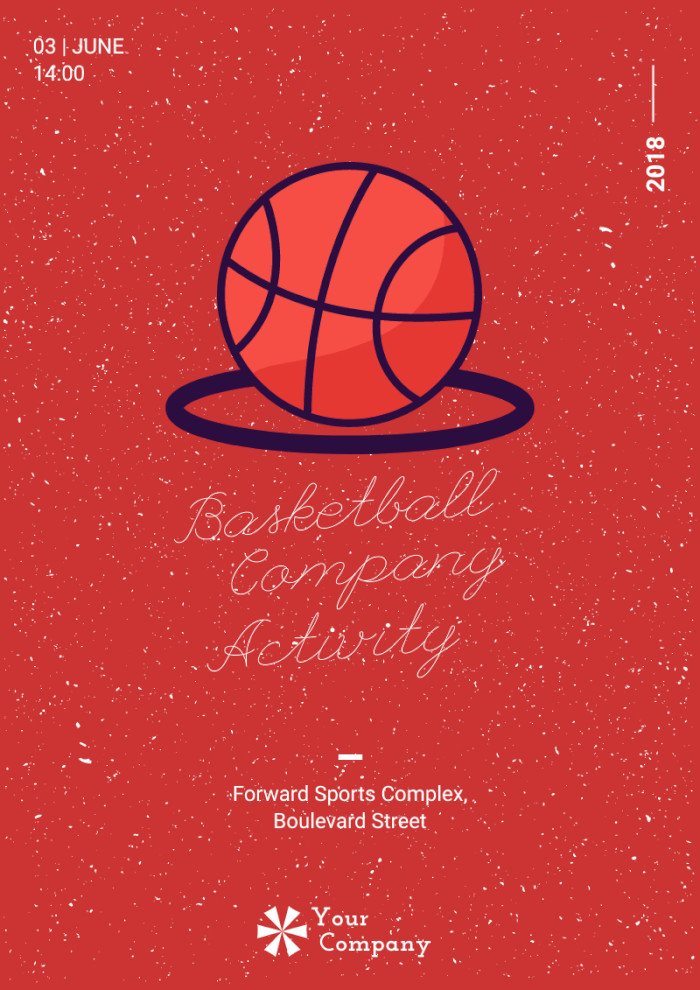 03 | JUNE
14:00
2018
Basketball
Company
Activity
Forward Sports Complex,
Boulevard Street
Your
Company